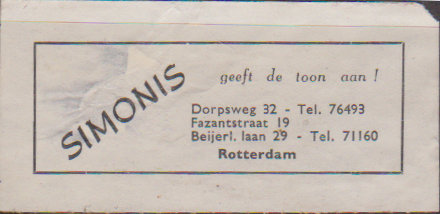 SIMONIS
geeft de toon aan !
Dorpsweg 32 - Tel. 76493
Fazantstraat 19
Beijerl. laan 29 - Tel. 71160
Rotterdam